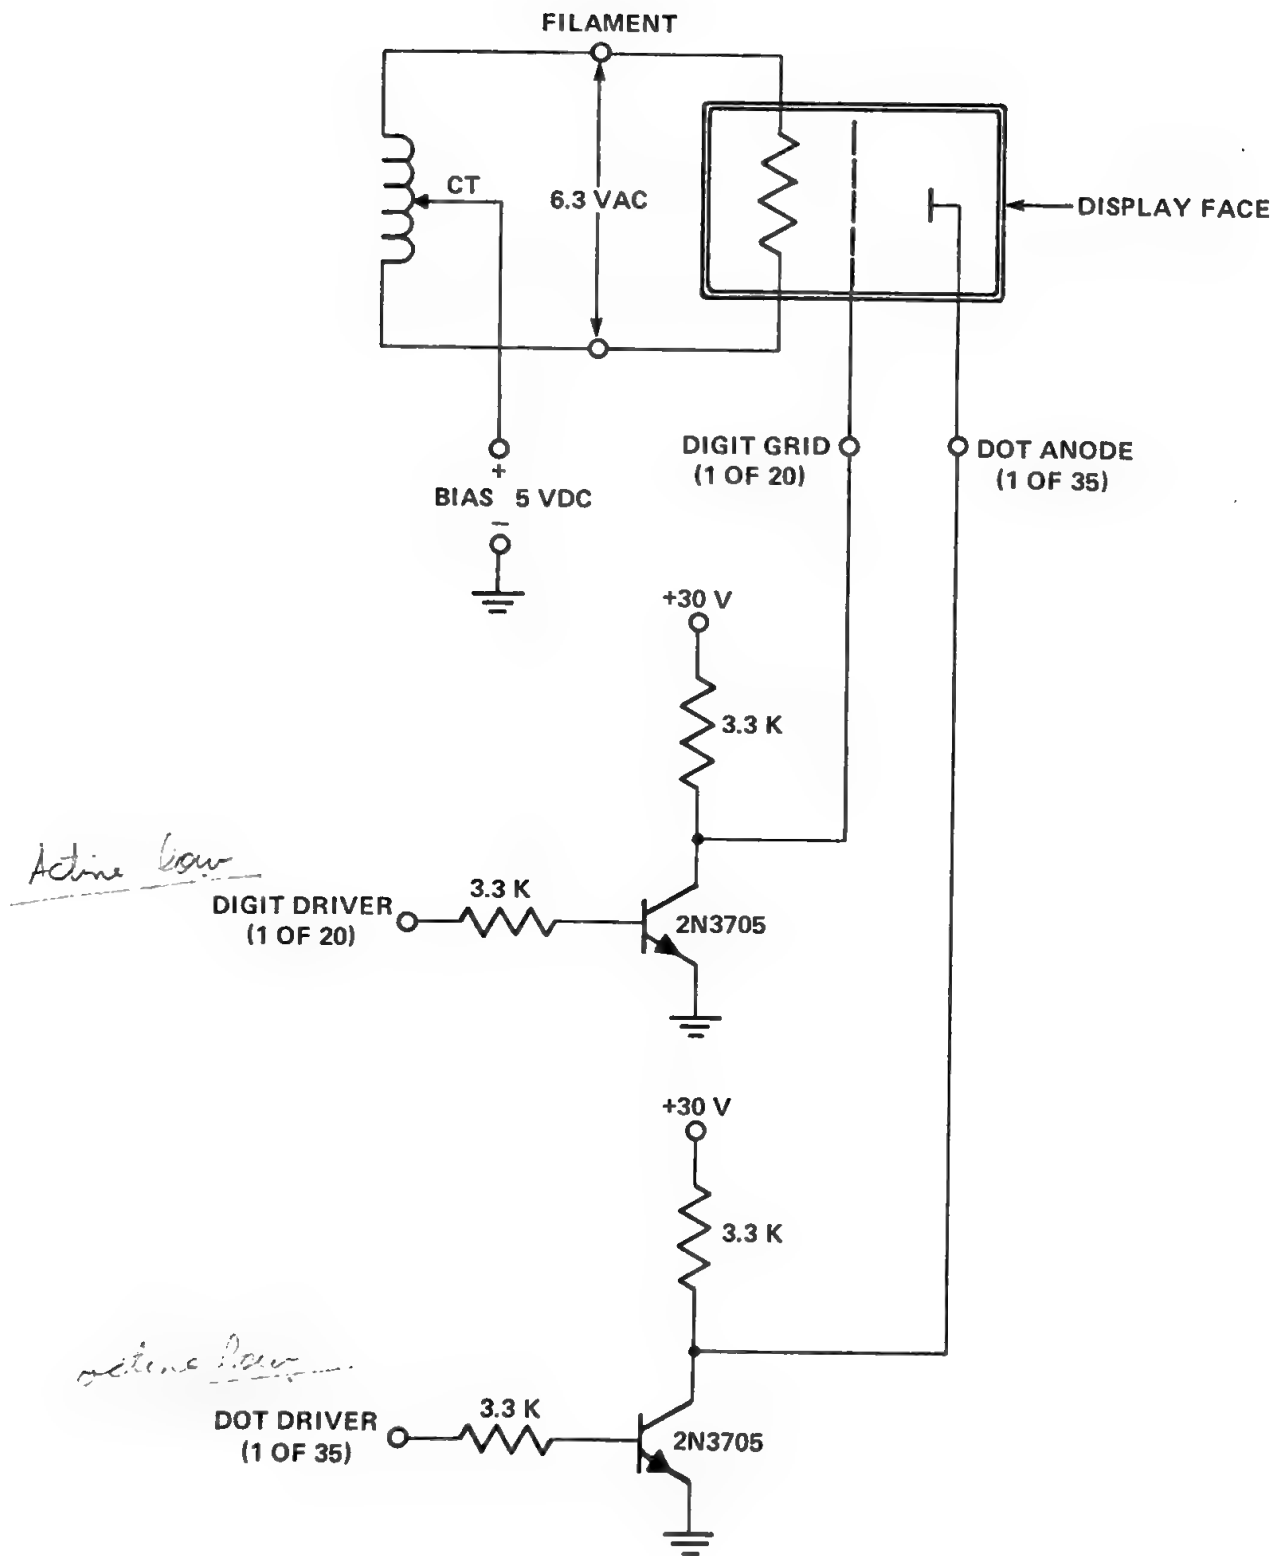 FILAMENT
CT
6.3 VAC
DISPLAY FACE
DIGIT GRID
(1 OF 20)
DOT ANODE
(1 OF 35)
+
BIAS 5 VDC
−
+30 V
3.3 K
Active low
DIGIT DRIVER
(1 OF 20)
3.3 K
2N3705
+30 V
3.3 K
active low
DOT DRIVER
(1 OF 35)
3.3 K
2N3705